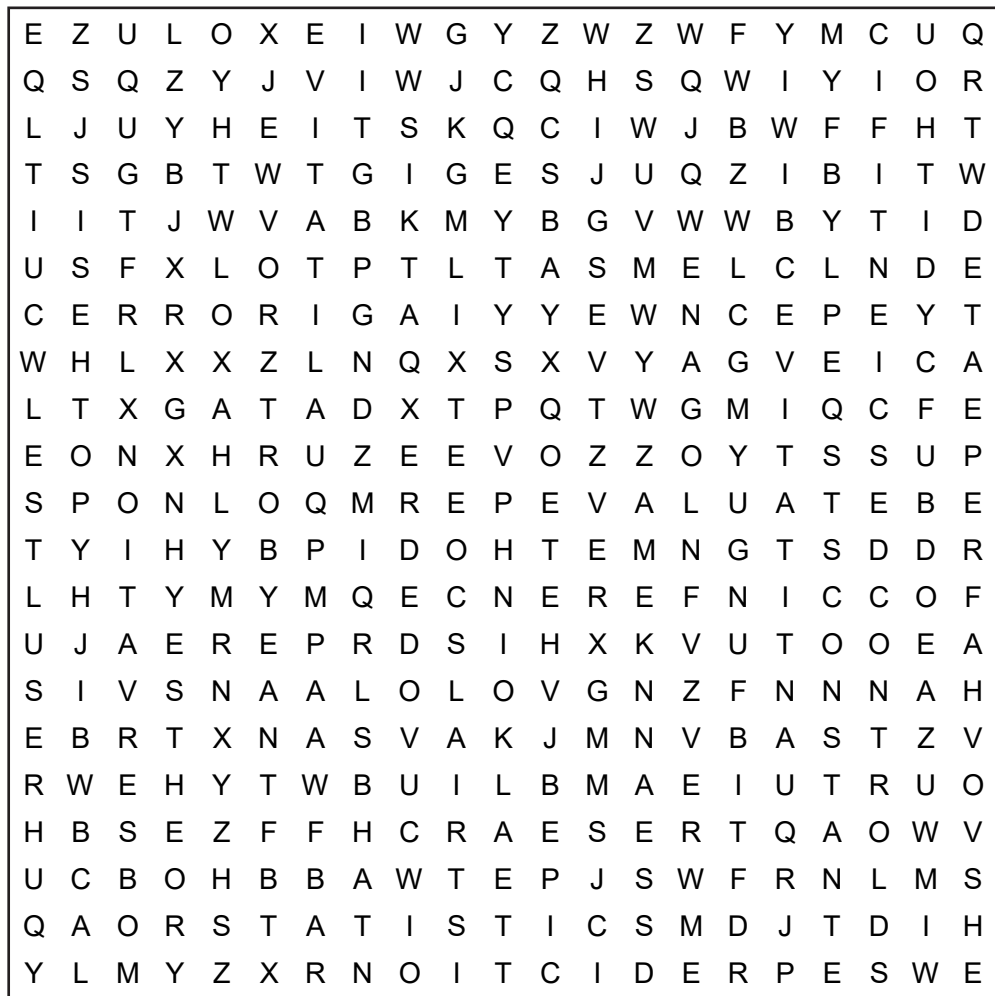 E Z U L O X E I W G Y Z W Z W F Y M C U Q
Q S Q Z Y J V I W J C Q H S Q W I Y I O R
L J U Y H E I T S K Q C I W J B W F F H T
T S G B T W T G I G E S J U Q Z I B I T W
I I T J W V A B K M Y B G V W W B Y T I D
U S F X L O T P T L T A S M E L C L N D E
C E R R O R I G A I Y Y E W N C E P E Y T
W H L X X Z L N Q X S X V Y A G V E I C A
L T X G A T A D X T P Q T W G M I Q C F E
E O N X H R U Z E E V O Z Z O Y T S S U P
S P O N L O Q M R E P E V A L U A T E B E
T Y I H Y B P I D O H T E M N G T S D D R
L H T Y M Y M Q E C N E R E F N I C C O F
U J A E R E P R D S I H X K V U T O O E A
S I V S N A A L O L O V G N Z F N N N A H
E B R T X N A S V A K J M N V B A S T Z V
R W E H Y T W B U I L B M A E I U T R U O
H B S E Z F F H C R A E S E R T Q A O W V
U C B O H B B A W T E P J S W F R N L M S
Q A O R S T A T I S T I C S M D J T D I H
Y L M Y Z X R N O I T C I D E R P E S W E